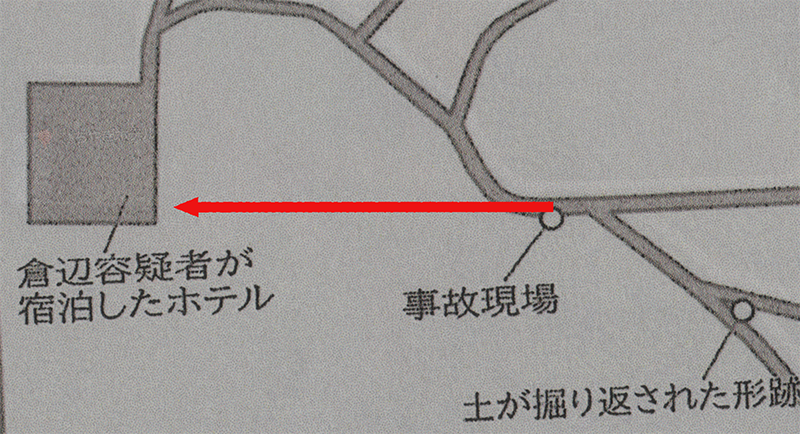 倉辺容疑者が
宿泊したホテル
事故現場
土が掘り返された形跡